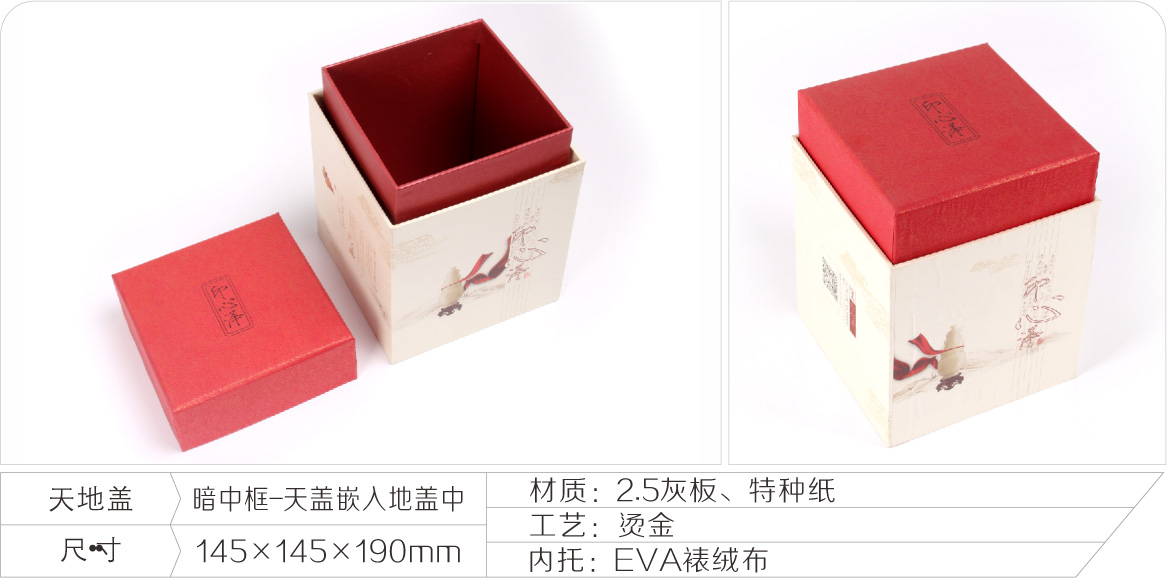 天地盖
暗中框-天盖嵌入地盖中
尺••寸
145×145×190mm
材质：2.5灰板、特种纸
工艺：烫金
内托：EVA裱绒布